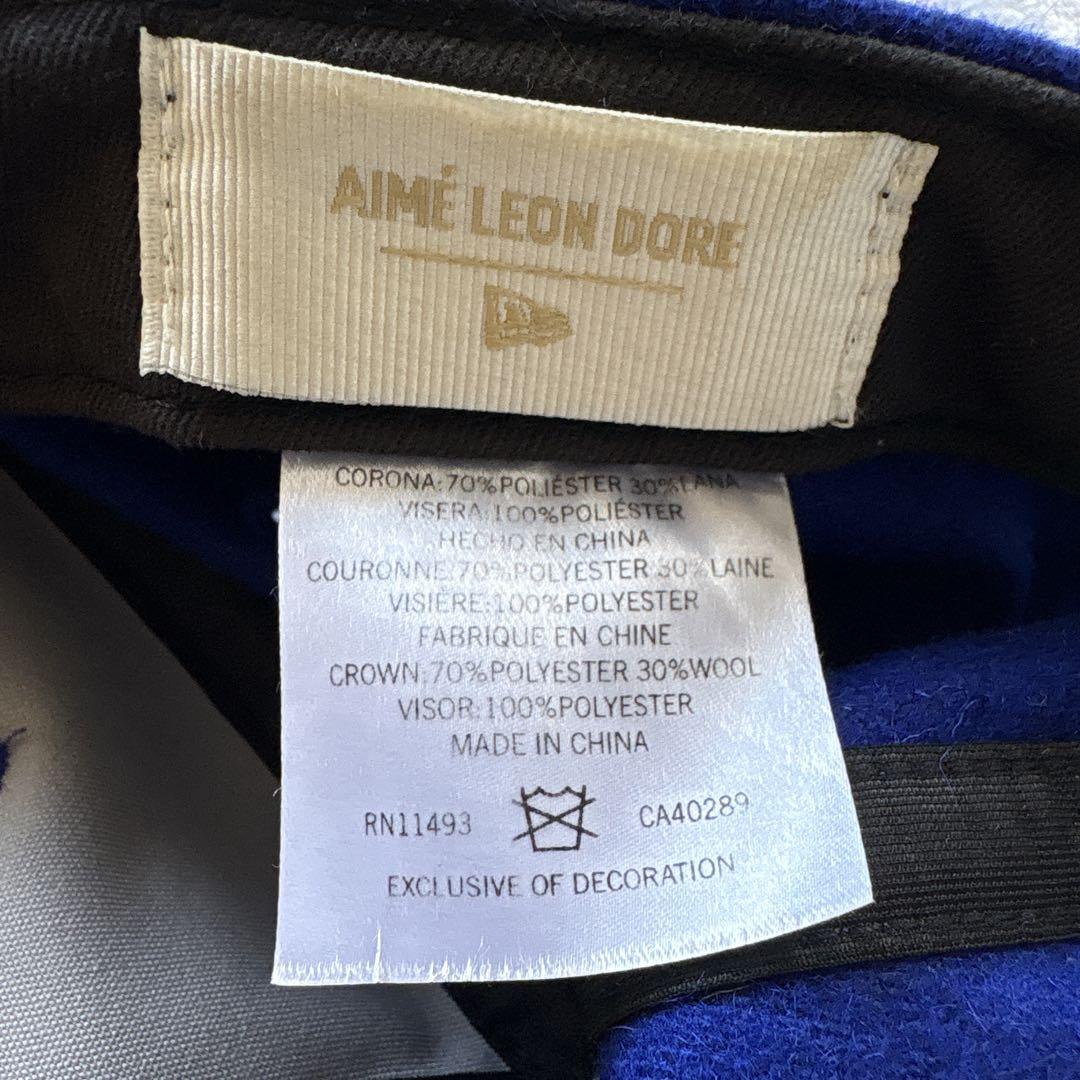 AIMÉ LEON DORE
CORONA:70%POLIÉSTER 30%LANA
VISERA:100%POLIÉSTER
HECHO EN CHINA
COURONNE:70%POLYESTER 30%LAINE
VISIÈRE:100%POLYESTER
FABRIQUE EN CHINE
CROWN:70%POLYESTER 30%WOOL
VISOR:100%POLYESTER
MADE IN CHINA
RN11493 CA40289
EXCLUSIVE OF DECORATION